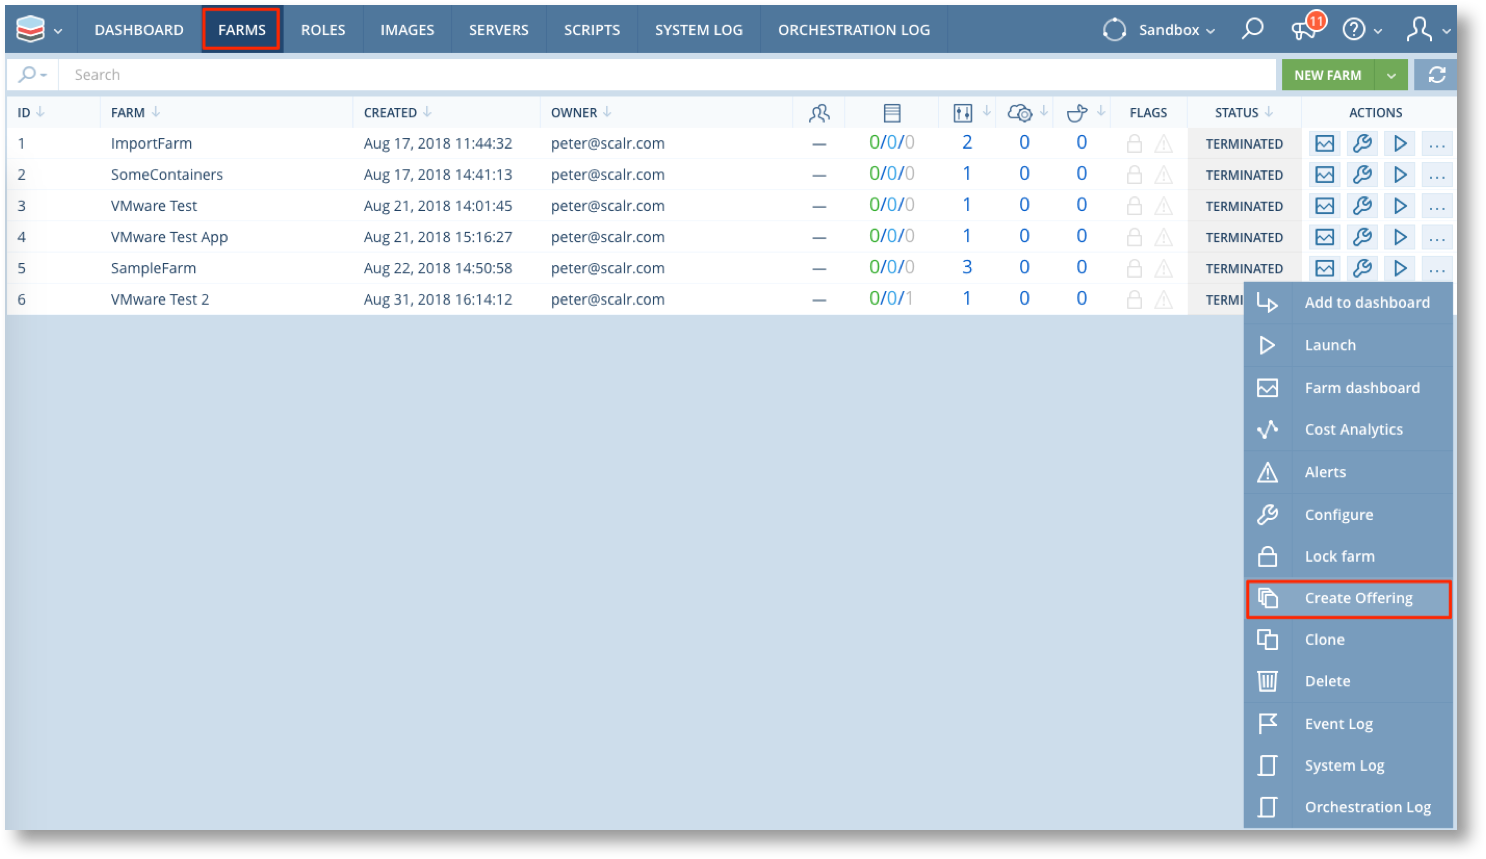 DASHBOARD FARMS ROLES IMAGES SERVERS SCRIPTS SYSTEM LOG ORCHESTRATION LOG Sandbox 11
Search NEW FARM
ID FARM CREATED OWNER FLAGS STATUS ACTIONS
1 ImportFarm Aug 17, 2018 11:44:32 peter@scalr.com — 0/0/0 2 0 0 TERMINATED ...
2 SomeContainers Aug 17, 2018 14:41:13 peter@scalr.com — 0/0/0 1 0 0 TERMINATED ...
3 VMware Test Aug 21, 2018 14:01:45 peter@scalr.com — 0/0/0 1 0 0 TERMINATED ...
4 VMware Test App Aug 21, 2018 15:16:27 peter@scalr.com — 0/0/0 1 0 0 TERMINATED ...
5 SampleFarm Aug 22, 2018 14:50:58 peter@scalr.com — 0/0/0 3 0 0 TERMINATED ...
6 VMware Test 2 Aug 31, 2018 16:14:12 peter@scalr.com — 0/0/1 1 0 0 TERMI
Add to dashboard
Launch
Farm dashboard
Cost Analytics
Alerts
Configure
Lock farm
Create Offering
Clone
Delete
Event Log
System Log
Orchestration Log